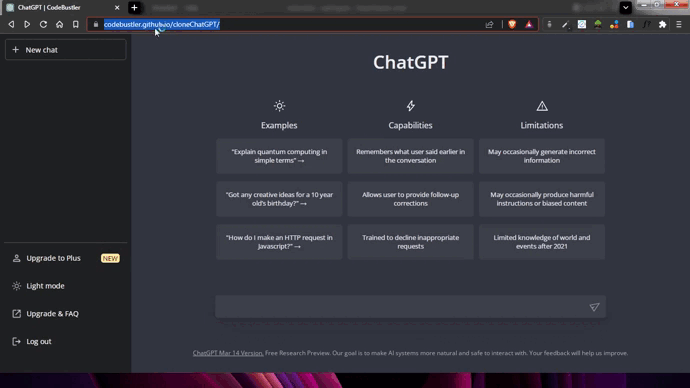 ChatGPT | CodeBustler
codebustler.github.io/cloneChatGPT/
New chat
ChatGPT
Examples
Capabilities
Limitations
"Explain quantum computing in
simple terms" →
Remembers what user said earlier in
the conversation
May occasionally generate incorrect
information
"Got any creative ideas for a 10 year
old's birthday?" →
Allows user to provide follow-up
corrections
May occasionally produce harmful
instructions or biased content
"How do I make an HTTP request in
Javascript?" →
Trained to decline inappropriate
requests
Limited knowledge of world and
events after 2021
Upgrade to Plus
NEW
Light mode
Upgrade & FAQ
Log out
ChatGPT Mar 14 Version. Free Research Preview. Our goal is to make AI systems more natural and safe to interact with. Your feedback will help us improve.